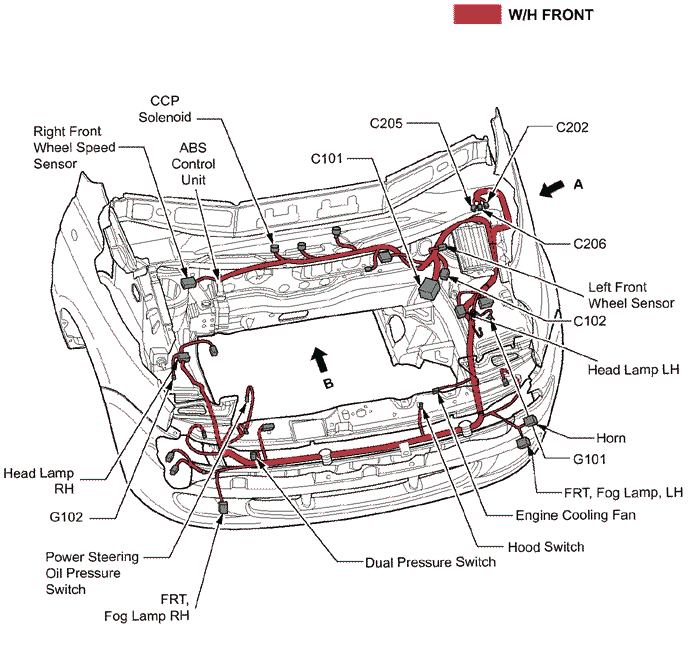 W/H FRONT
CCP
Solenoid
Right Front
Wheel Speed
Sensor
ABS
Control
Unit
C101
C205
C202
A
C206
Left Front
Wheel Sensor
C102
Head Lamp LH
B
Horn
G101
FRT, Fog Lamp, LH
Engine Cooling Fan
Hood Switch
Dual Pressure Switch
Head Lamp
RH
G102
Power Steering
Oil Pressure
Switch
FRT,
Fog Lamp RH